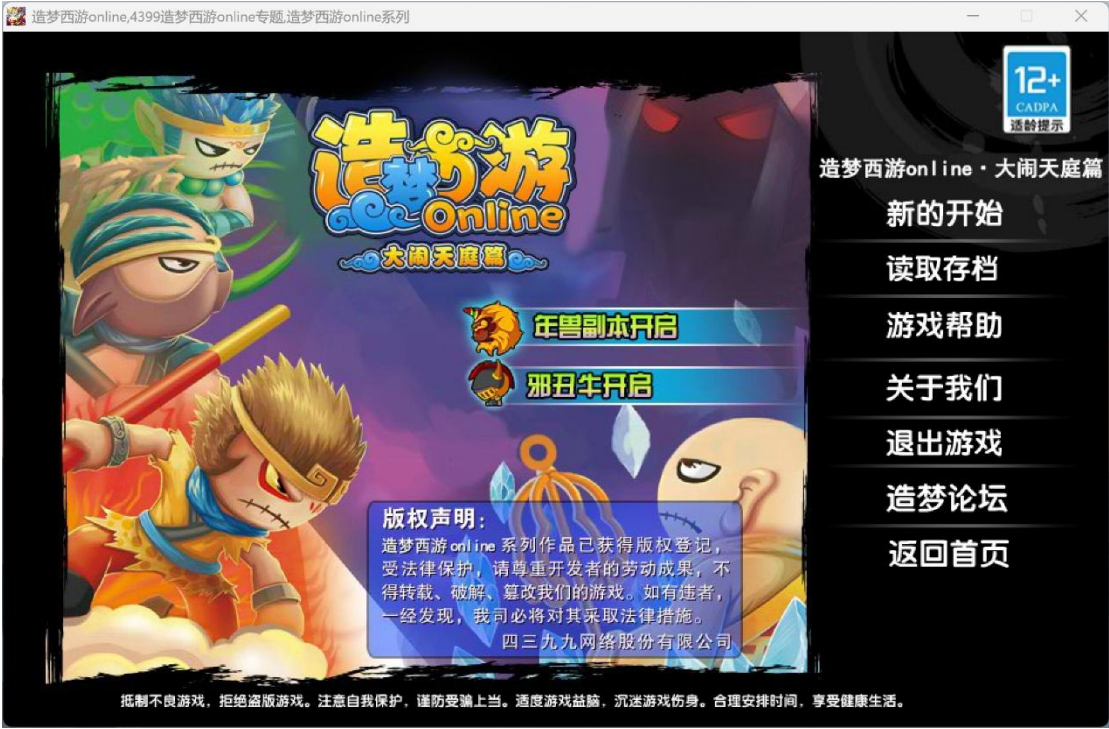 造梦西游online,4399造梦西游online专题,造梦西游online系列
12+
CADPA
适龄提示
造梦西游
Online
大闹天庭篇
年兽副本开启
邪丑牛开启
版权声明：
造梦西游online系列作品已获得版权登记，
受法律保护，请尊重开发者的劳动成果，不
得转载、破解、篡改我们的游戏。如有违者，
一经发现，我司必将对其采取法律措施。
四三九九网络股份有限公司
造梦西游online·大闹天庭篇
新的开始
读取存档
游戏帮助
关于我们
退出游戏
造梦论坛
返回首页
抵制不良游戏，拒绝盗版游戏。注意自我保护，谨防受骗上当。适度游戏益脑，沉迷游戏伤身。合理安排时间，享受健康生活。